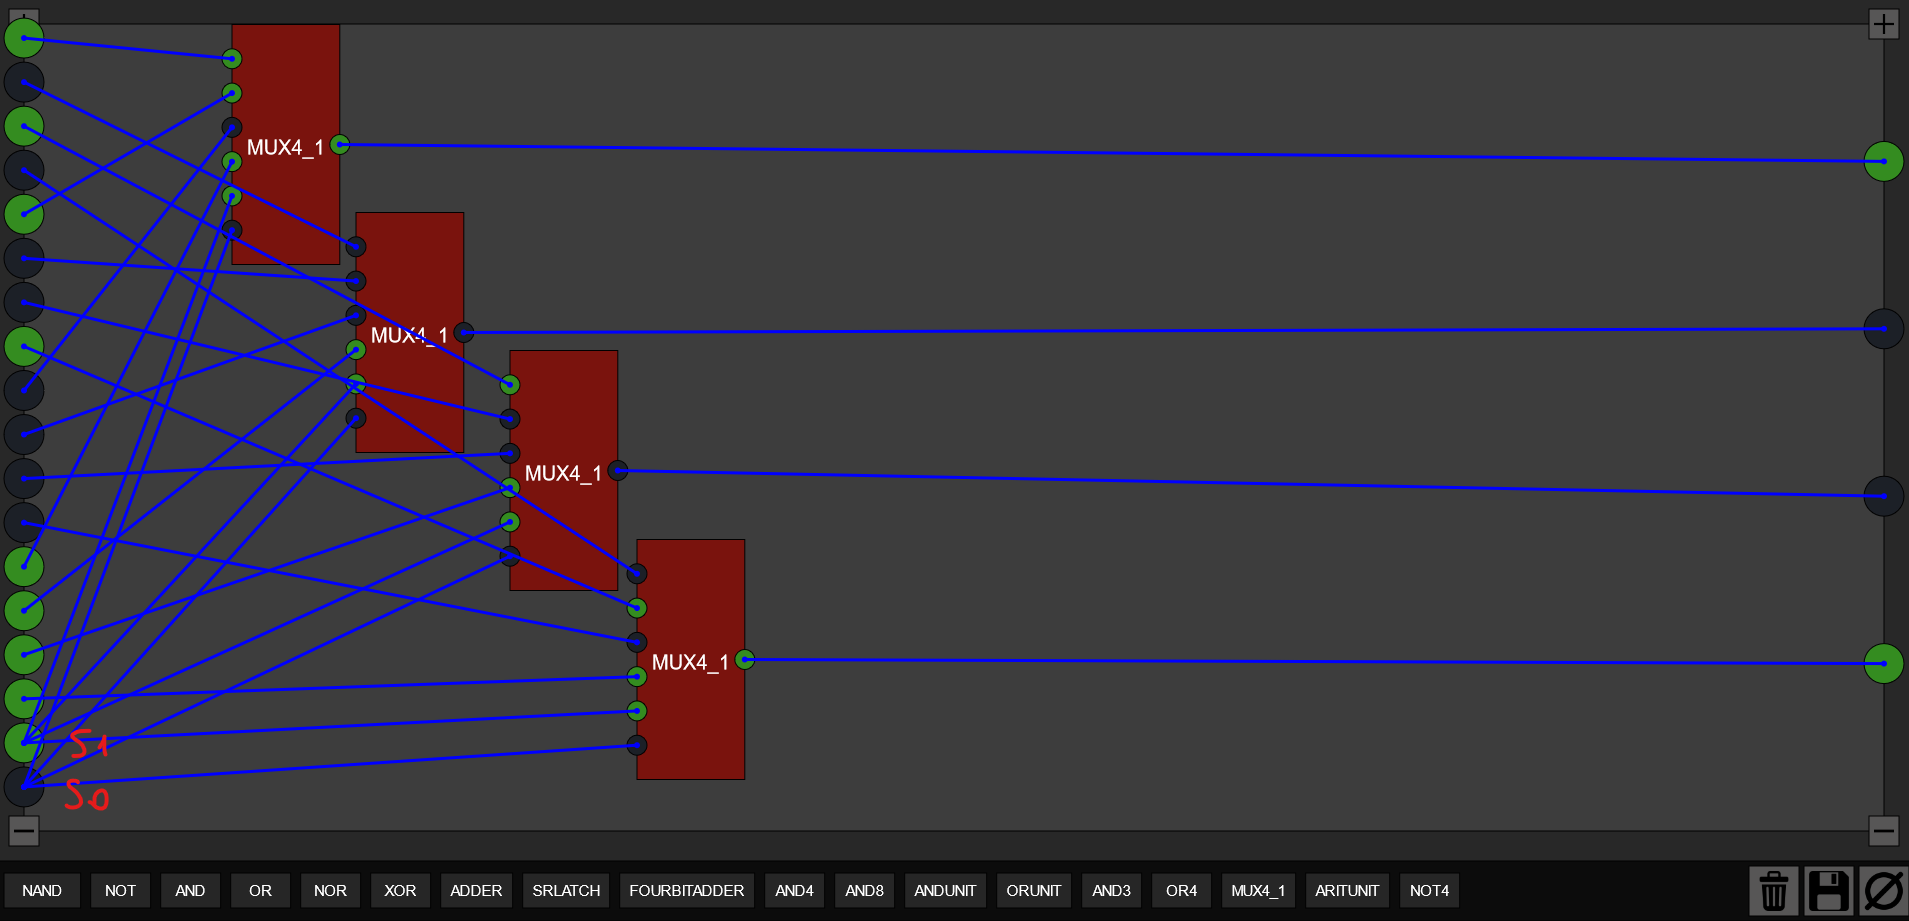 MUX4_1
MUX4_1
MUX4_1
MUX4_1
S1
S0
NAND NOT AND OR NOR XOR ADDER SRLATCH FOURBITADDER AND4 AND8 ANDUNIT ORUNIT AND3 OR4 MUX4_1 ARITUNIT NOT4